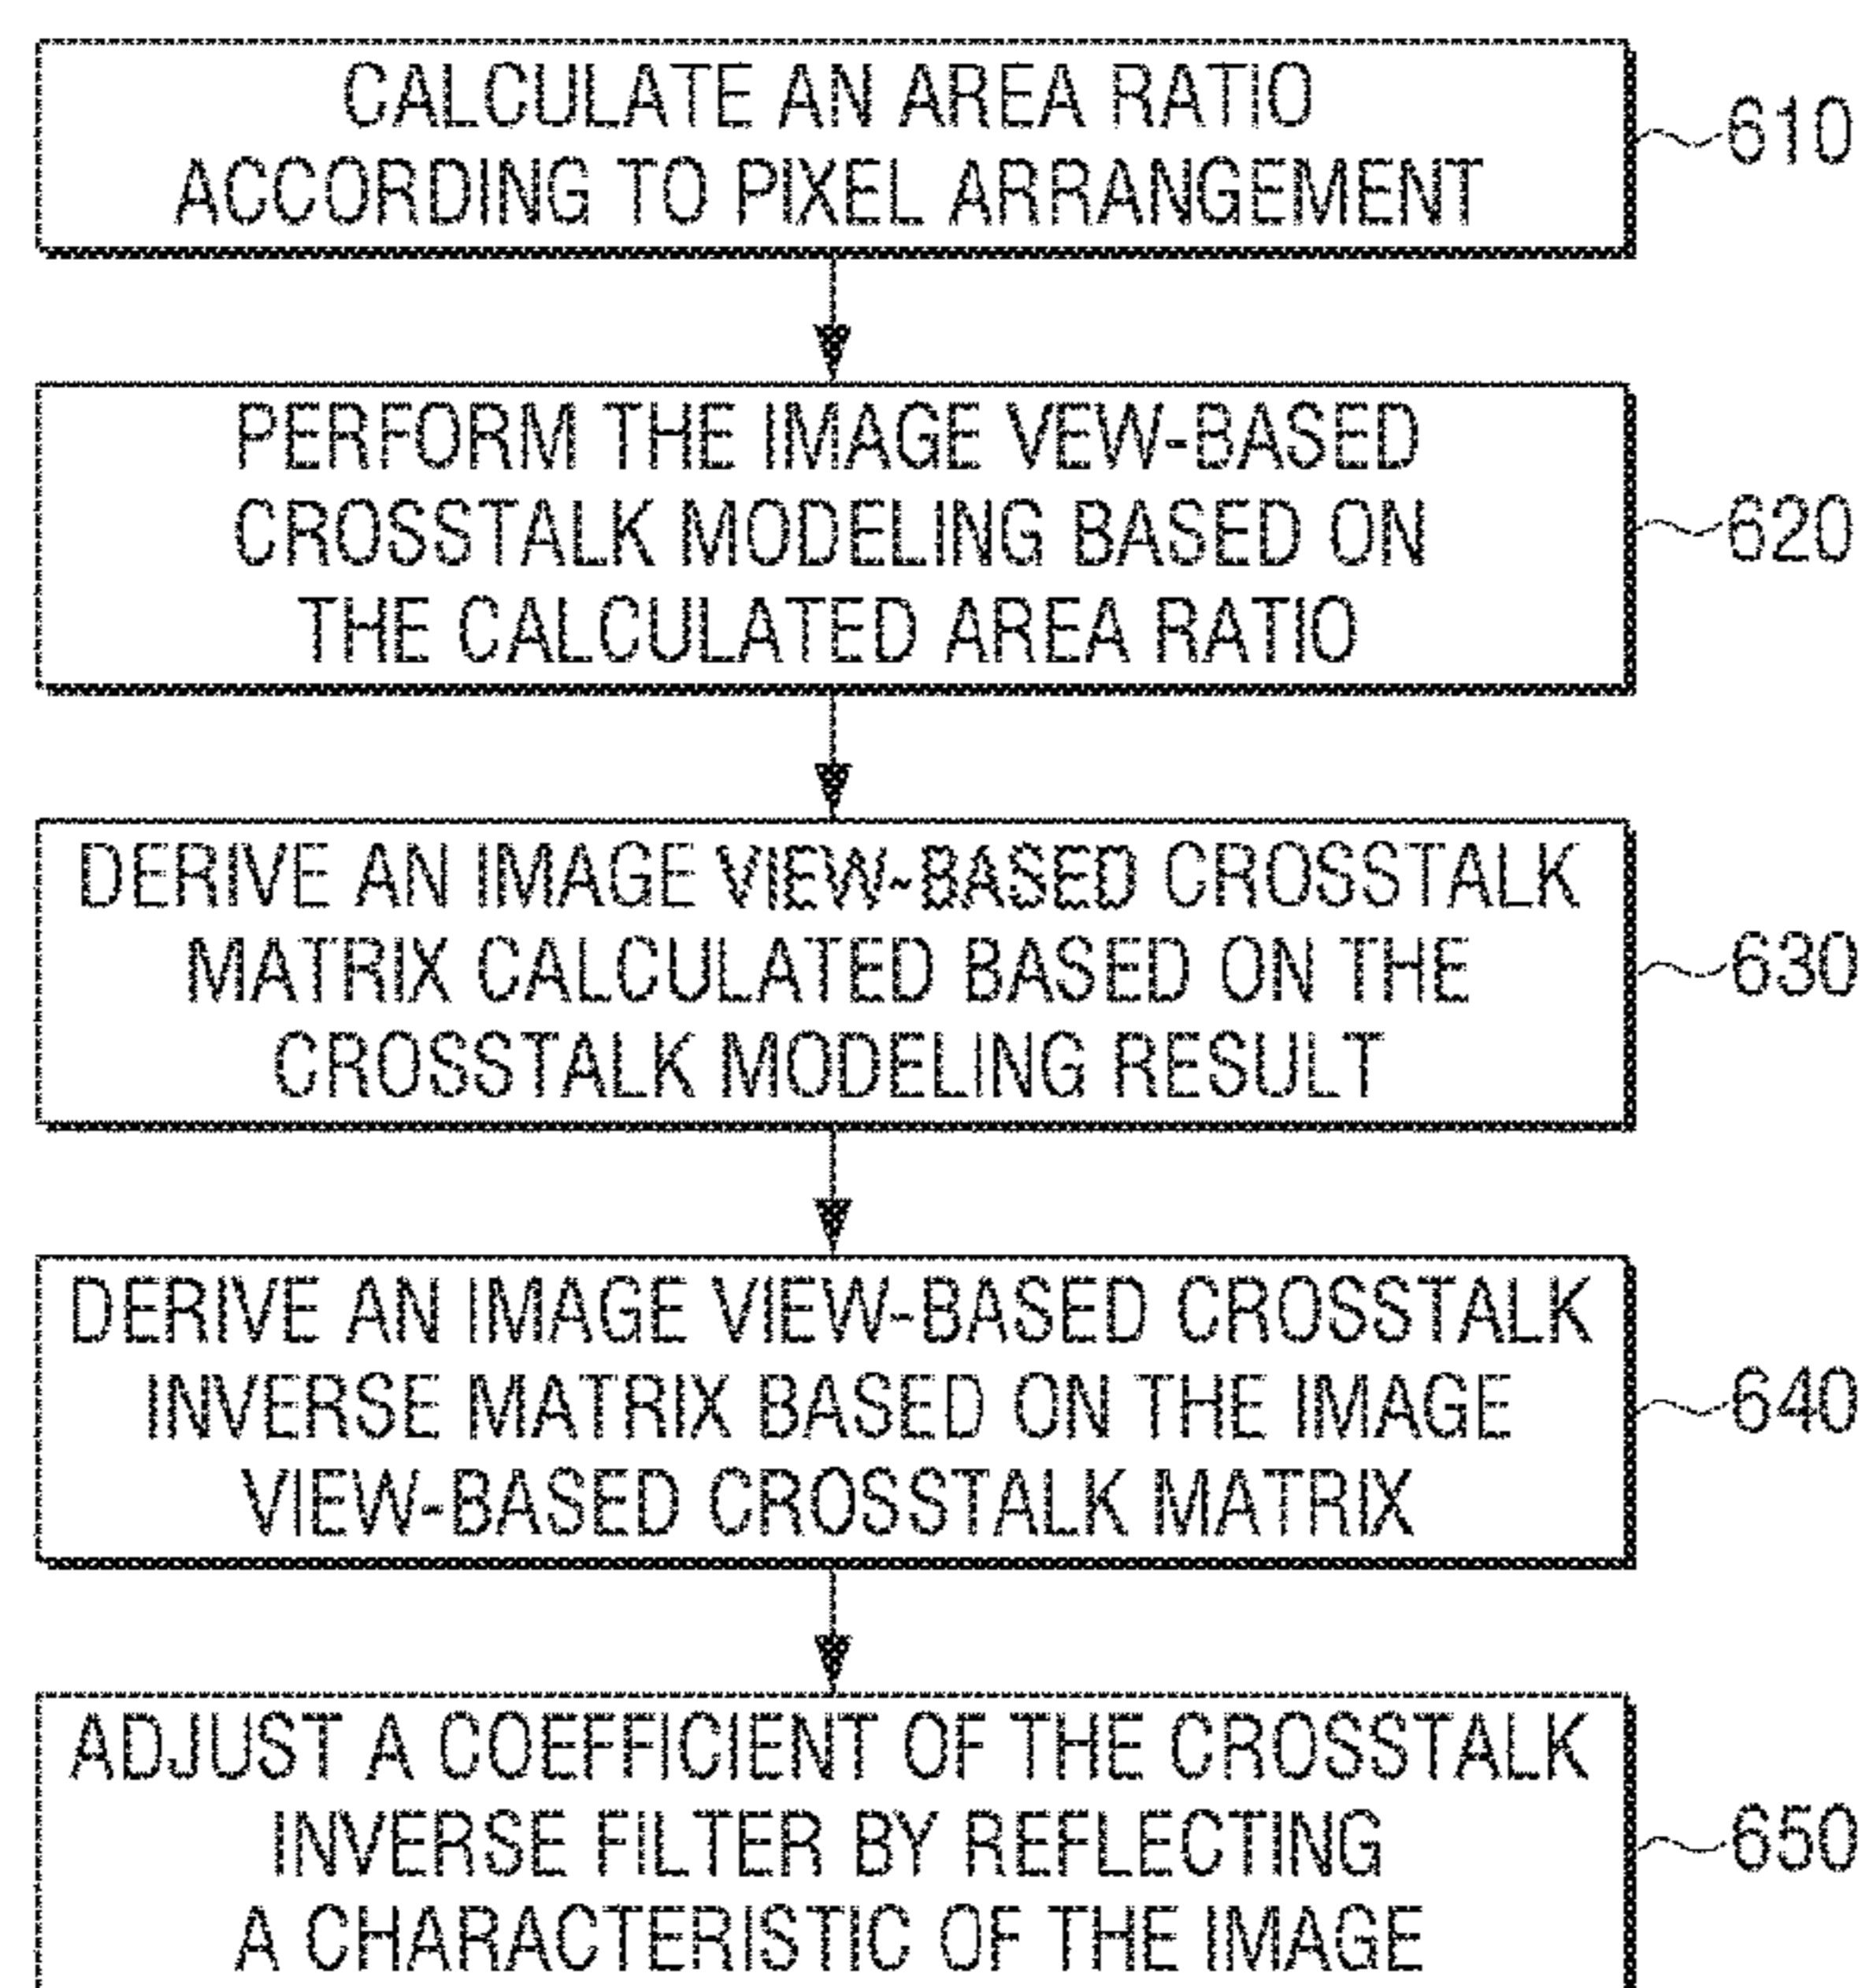 CALCULATE AN AREA RATIO
ACCORDING TO PIXEL ARRANGEMENT
610
PERFORM THE IMAGE VEW-BASED
CROSSTALK MODELING BASED ON
THE CALCULATED AREA RATIO
620
DERIVE AN IMAGE VIEW-BASED CROSSTALK
MATRIX CALCULATED BASED ON THE
CROSSTALK MODELING RESULT
630
DERIVE AN IMAGE VIEW-BASED CROSSTALK
INVERSE MATRIX BASED ON THE IMAGE
VIEW-BASED CROSSTALK MATRIX
640
ADJUST A COEFFICIENT OF THE CROSSTALK
INVERSE FILTER BY REFLECTING
A CHARACTERISTIC OF THE IMAGE
650